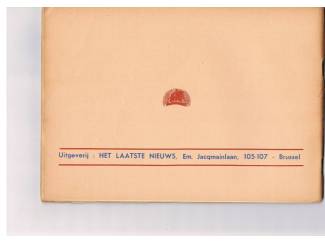 Uitgeverij : HET LAATSTE NIEUWS, Em. Jacqmainlaan, 105-107 - Brussel